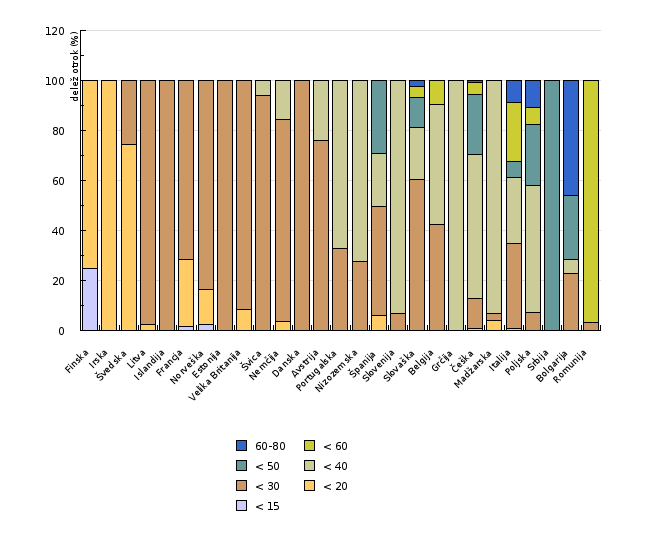 120
delež otrok (%)
100
80
60
40
20
0
Finska
Irska
Švedska
Litva
Islandija
Francija
Norveška
Estonija
Velika Britanija
Švica
Nemčija
Danska
Avstrija
Portugalska
Nizozemska
Španija
Slovenija
Slovaška
Belgija
Grčija
Češka
Madžarska
Italija
Poljska
Srbija
Bolgarija
Romunija
60-80 < 60
< 50 < 40
< 30 < 20
< 15